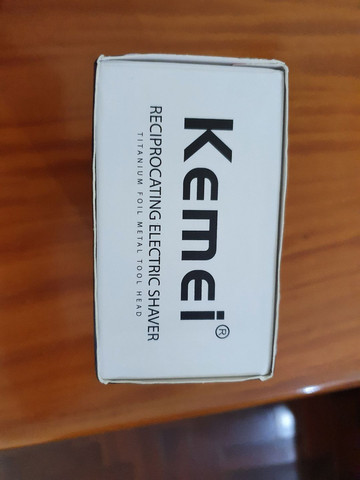 Kemei®
RECIPROCATING ELECTRIC SHAVER
TITANIUM FOIL METAL TOOL HEAD